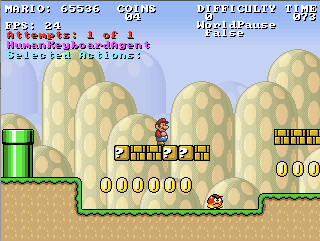 MARIO: 65536 COINS DIFFICULTY TIME
04 0 073
FPS: 24 WorldPause
Attempts: 1 of 1 False
HumanKeyboardAgent
Selected Actions:
? ? ?